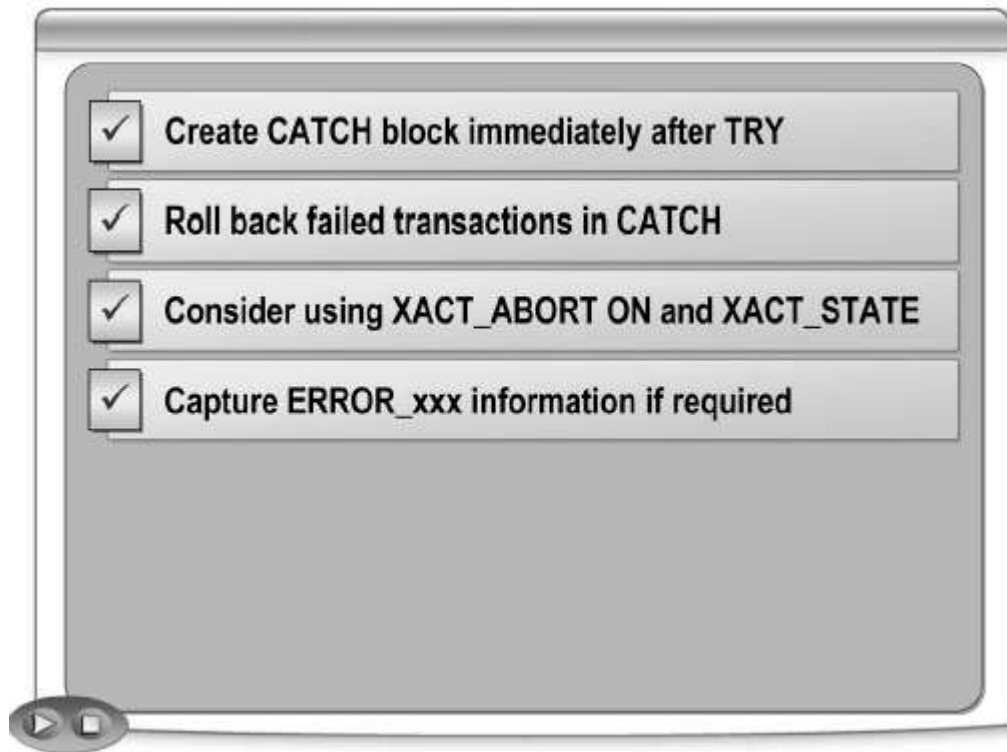 Create CATCH block immediately after TRY
Roll back failed transactions in CATCH
Consider using XACT_ABORT ON and XACT_STATE
Capture ERROR_xxx information if required